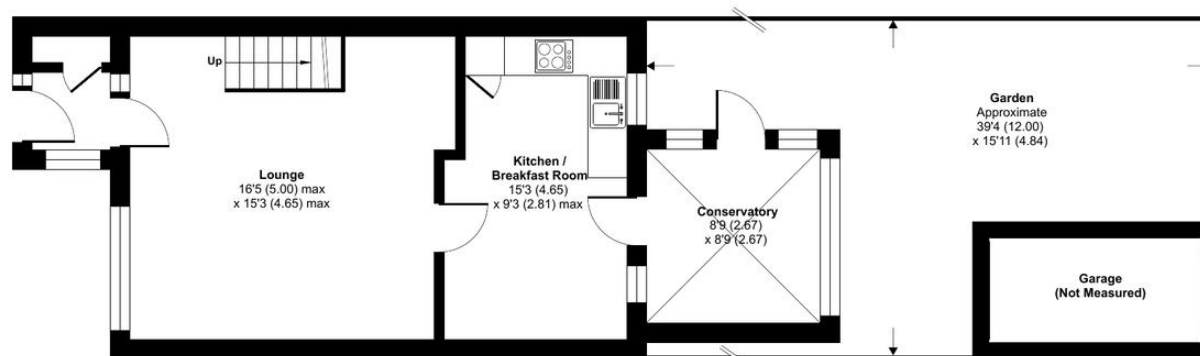 Up
Lounge
16'5 (5.00) max
x 15'3 (4.65) max
Kitchen /
Breakfast Room
15'3 (4.65)
x 9'3 (2.81) max
Conservatory
8'9 (2.67)
x 8'9 (2.67)
Garden
Approximate
39'4 (12.00)
x 15'11 (4.84)
Garage
(Not Measured)